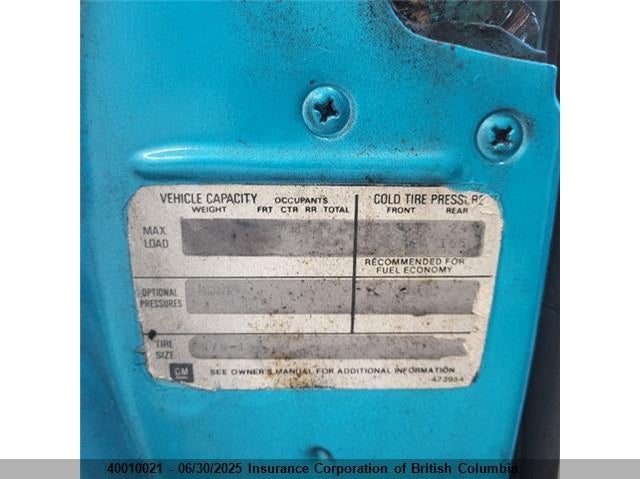 VEHICLE CAPACITY OCCUPANTS COLD TIRE PRESSURE
WEIGHT FRT CTR RR TOTAL FRONT REAR
MAX.
LOAD
RECOMMENDED FOR
FUEL ECONOMY
OPTIONAL
PRESSURES
TIRE
SIZE
GM SEE OWNER'S MANUAL FOR ADDITIONAL INFORMATION
473984
40010021 - 06/30/2025 Insurance Corporation of British Columbia